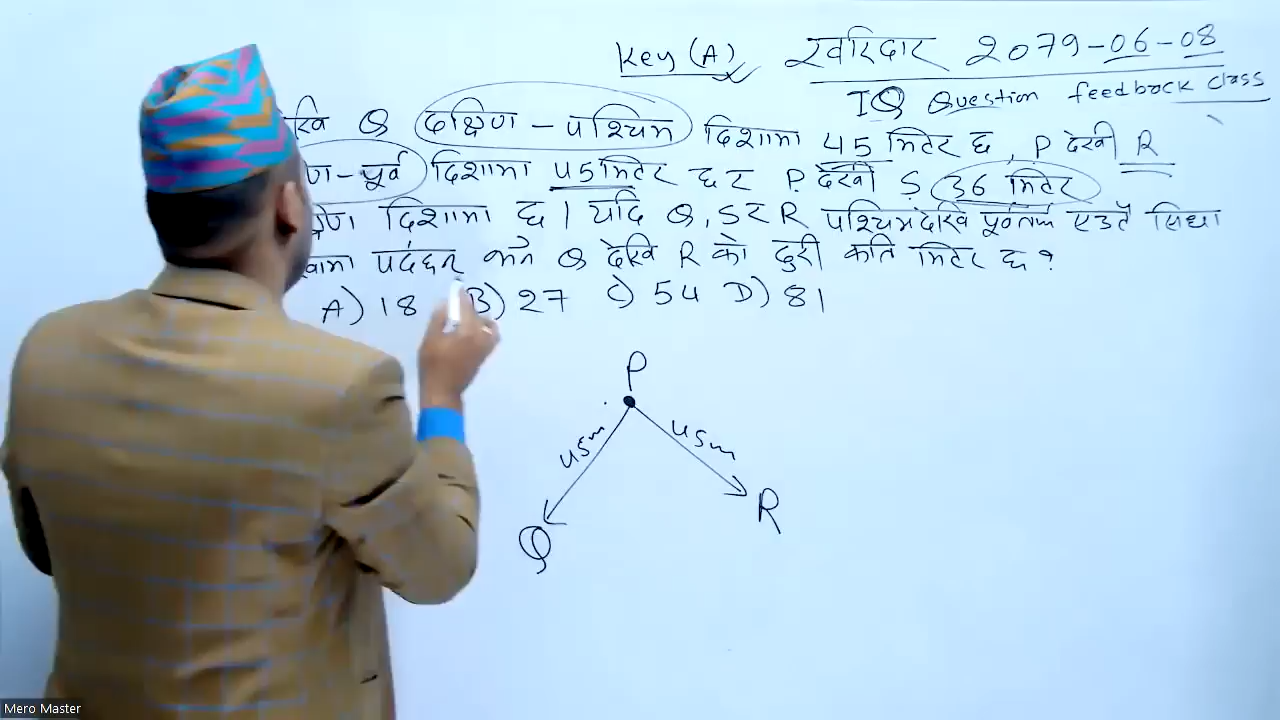 Key (A) खरिदार 2079-06-08
IQ Question feedback class
देखि Q दक्षिण - पश्चिम दिशामा 45 मिटर छ, P देखी R
ण-पूर्व दिशामा 45 मिटर छ र P देखी S 36 मिटर
दिशामा छ । यदि Q, S र R पश्चिमदेखि पूर्वतर्फ एउटै सिधा
पर्दछन् भने Q देखि R को दुरी कति मिटर छ ?
A) 18 B) 27 C) 54 D) 81
P
45m 45m
R
Q
Mero Master